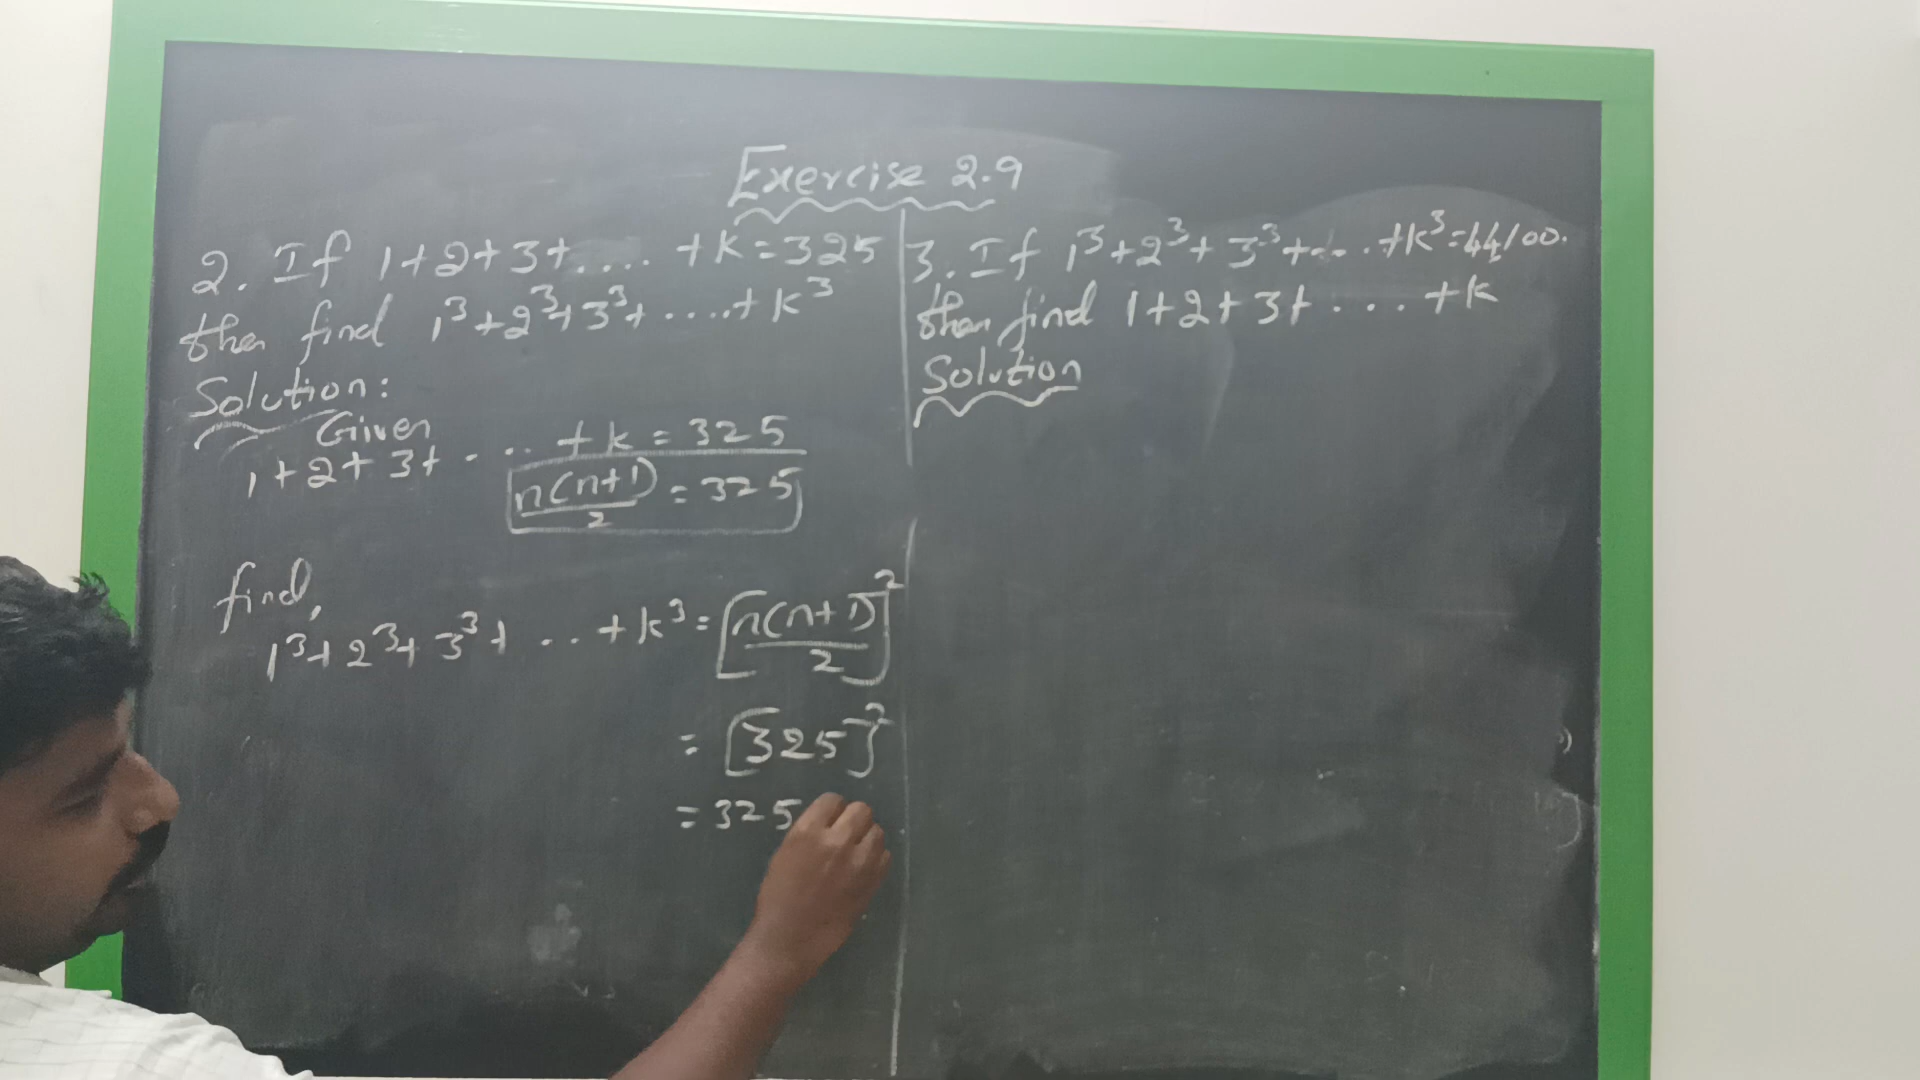 Exercise 2.9
2. If 1+2+3+.... +k=325
then find 1³+2³+3³+.....+k³
Solution:
Given
1+2+3+. ... +k=325
n(n+1)/2 = 325
find,
1³+2³+3³+ ... +k³=[n(n+1)/2]²
= [325]²
= 325
3. If 1³+2³+3³+....+k³=44100.
then find 1+2+3+ ... +k
Solution